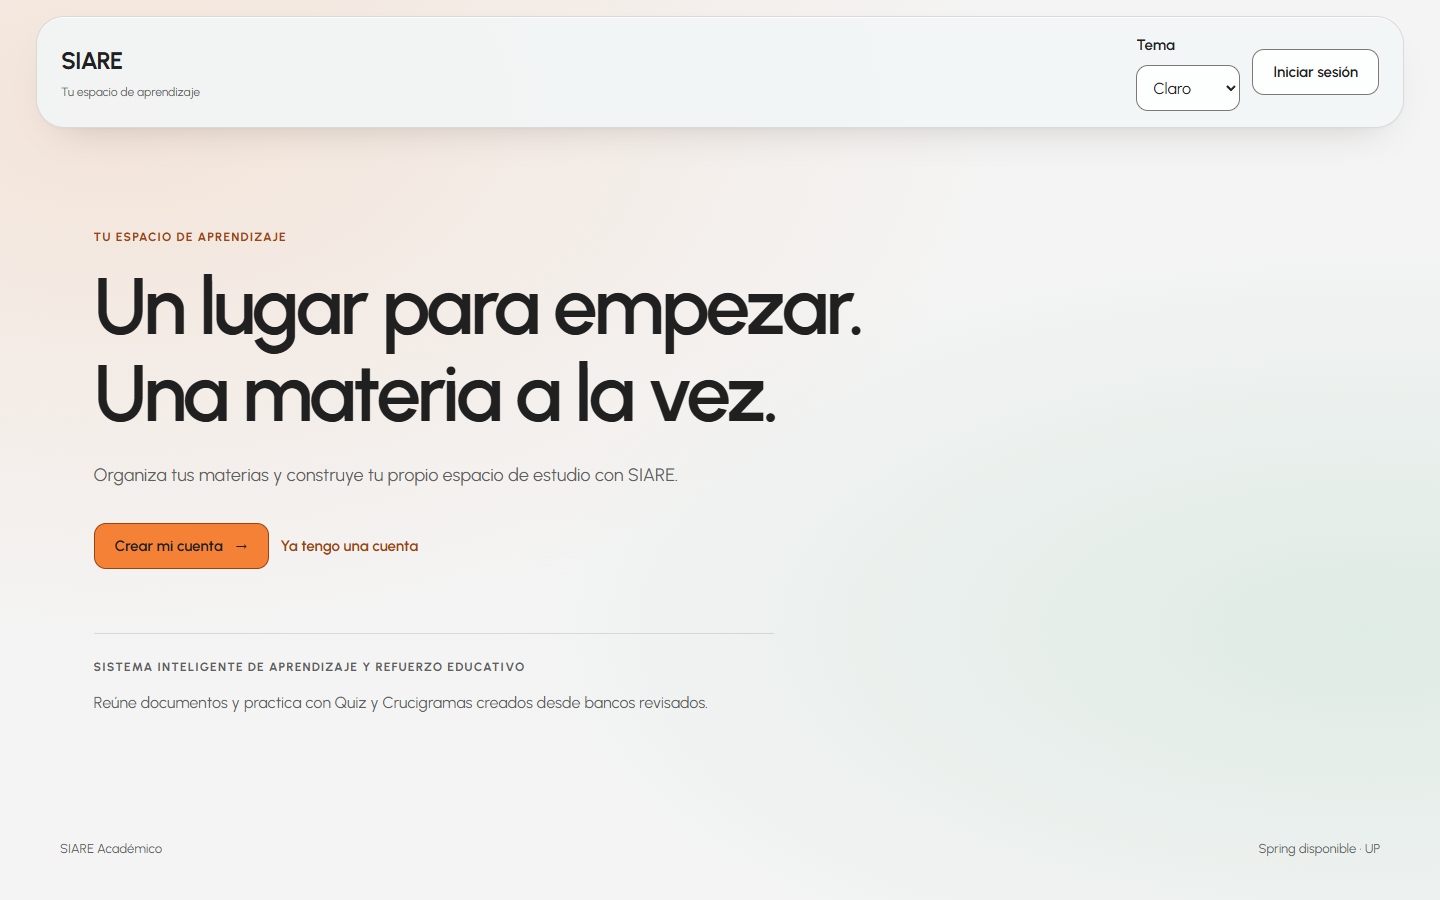 SIARE
Tu espacio de aprendizaje
Tema
Claro
Iniciar sesión
TU ESPACIO DE APRENDIZAJE
Un lugar para empezar.
Una materia a la vez.
Organiza tus materias y construye tu propio espacio de estudio con SIARE.
Crear mi cuenta →
Ya tengo una cuenta
SISTEMA INTELIGENTE DE APRENDIZAJE Y REFUERZO EDUCATIVO
Reúne documentos y practica con Quiz y Crucigramas creados desde bancos revisados.
SIARE Académico
Spring disponible · UP